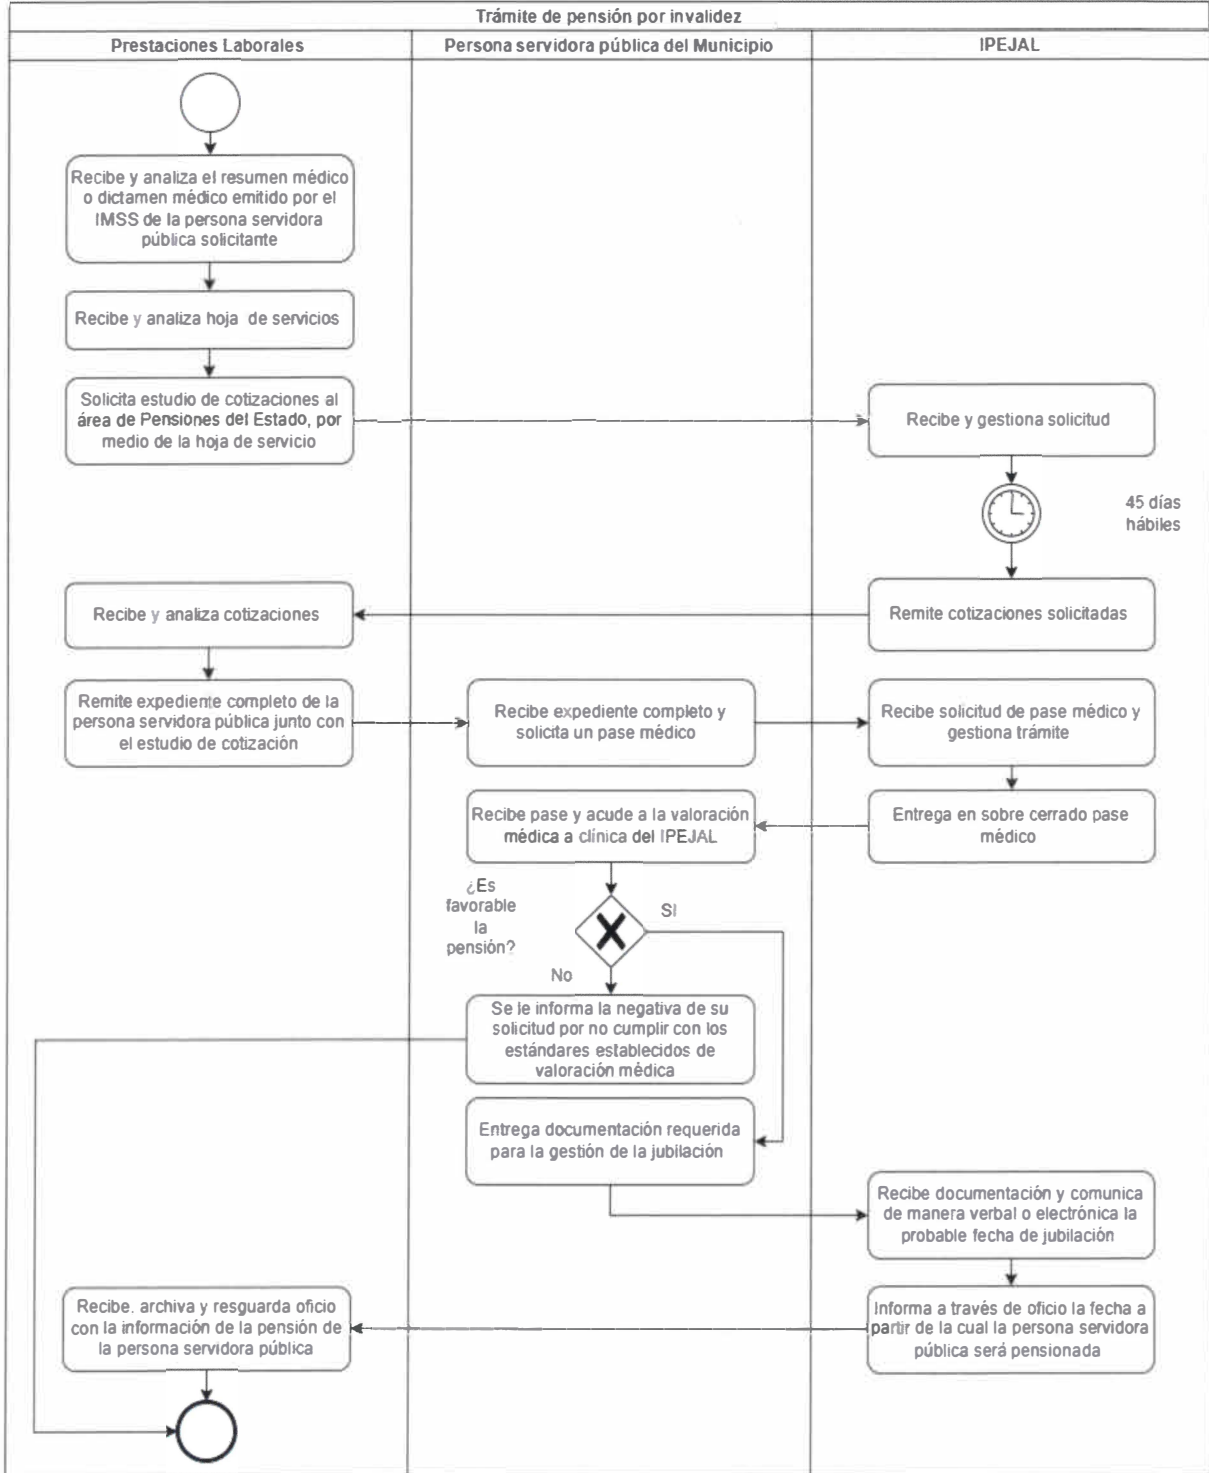 Trámite de pensión por invalidez
Prestaciones Laborales
Persona servidora pública del Municipio
IPEJAL
Recibe y analiza el resumen médico
o dictamen médico emitido por el
IMSS de la persona servidora
pública solicitante
Recibe y analiza hoja de servicios
Solicita estudio de cotizaciones al
área de Pensiones del Estado, por
medio de la hoja de servicio
Recibe y gestiona solicitud
45 días
hábiles
Remite cotizaciones solicitadas
Recibe y analiza cotizaciones
Remite expediente completo de la
persona servidora pública junto con
el estudio de cotización
Recibe expediente completo y
solicita un pase médico
Recibe solicitud de pase médico y
gestiona trámite
Entrega en sobre cerrado pase
médico
Recibe pase y acude a la valoración
médica a clínica del IPEJAL
¿Es
favorable
la
pensión?
SI
No
Se le informa la negativa de su
solicitud por no cumplir con los
estándares establecidos de
valoración médica
Entrega documentación requerida
para la gestión de la jubilación
Recibe documentación y comunica
de manera verbal o electrónica la
probable fecha de jubilación
Informa a través de oficio la fecha a
partir de la cual la persona servidora
pública será pensionada
Recibe, archiva y resguarda oficio
con la información de la pensión de
la persona servidora pública